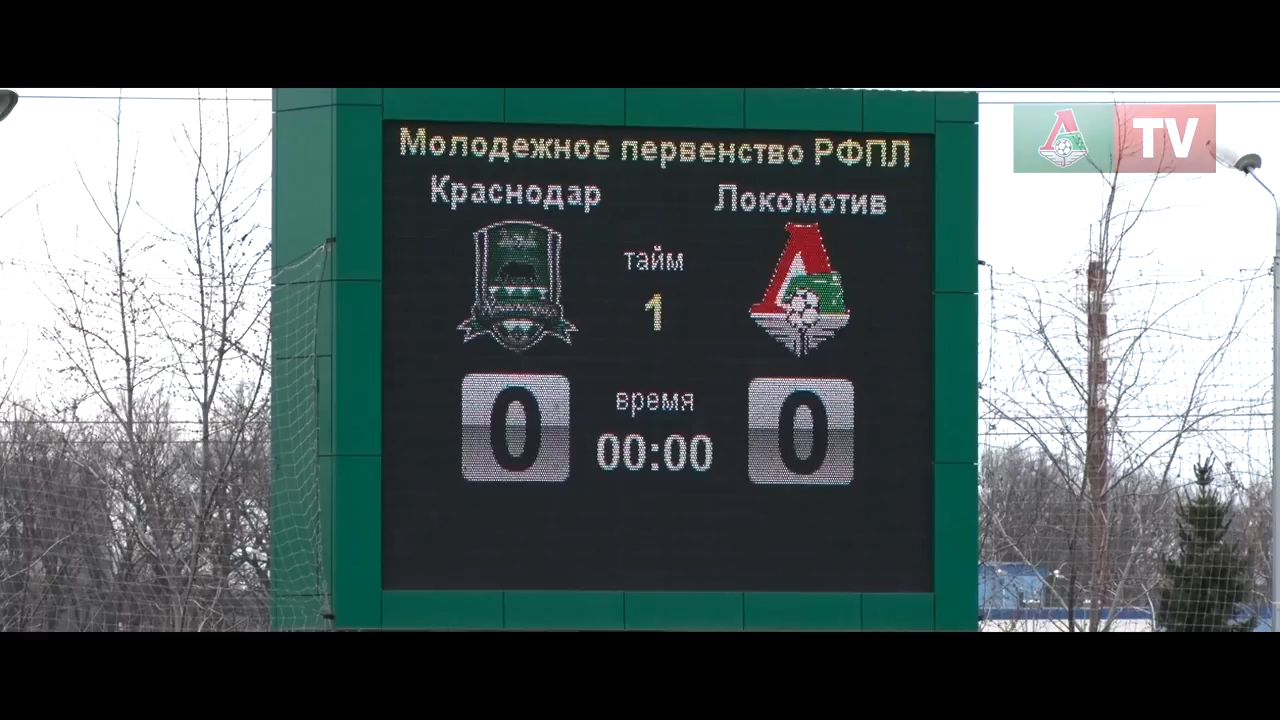 TV
Молодежное первенство РФПЛ
Краснодар
Локомотив
тайм
1
0
время
0
00:00